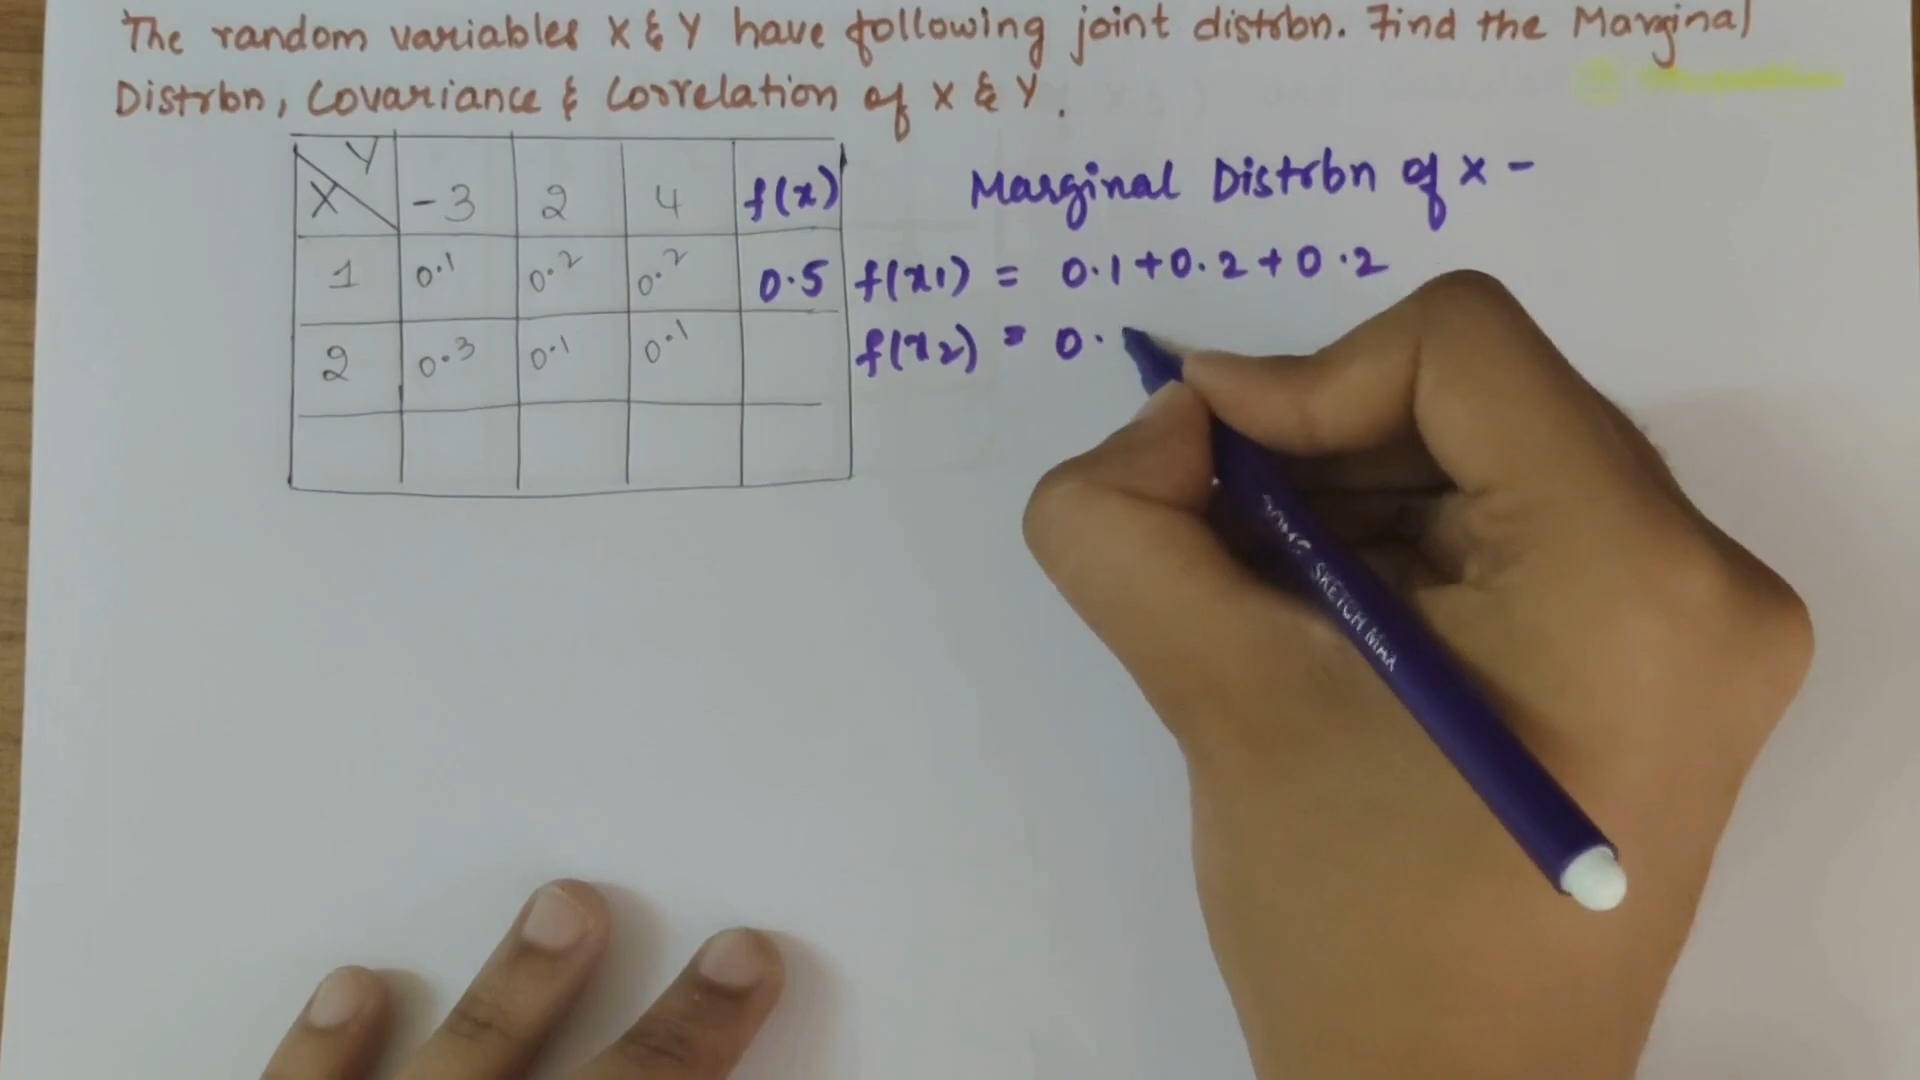 The random variables X & Y have following joint distrbn. Find the Marginal
Distrbn, Covariance & Correlation of X & Y.
X Y -3 2 4 f(x)
1 0.1 0.2 0.2 0.5
2 0.3 0.1 0.1
Marginal Distrbn of x -
f(x1) = 0.1+0.2+0.2
f(x2) = 0.
SKETCH MAX